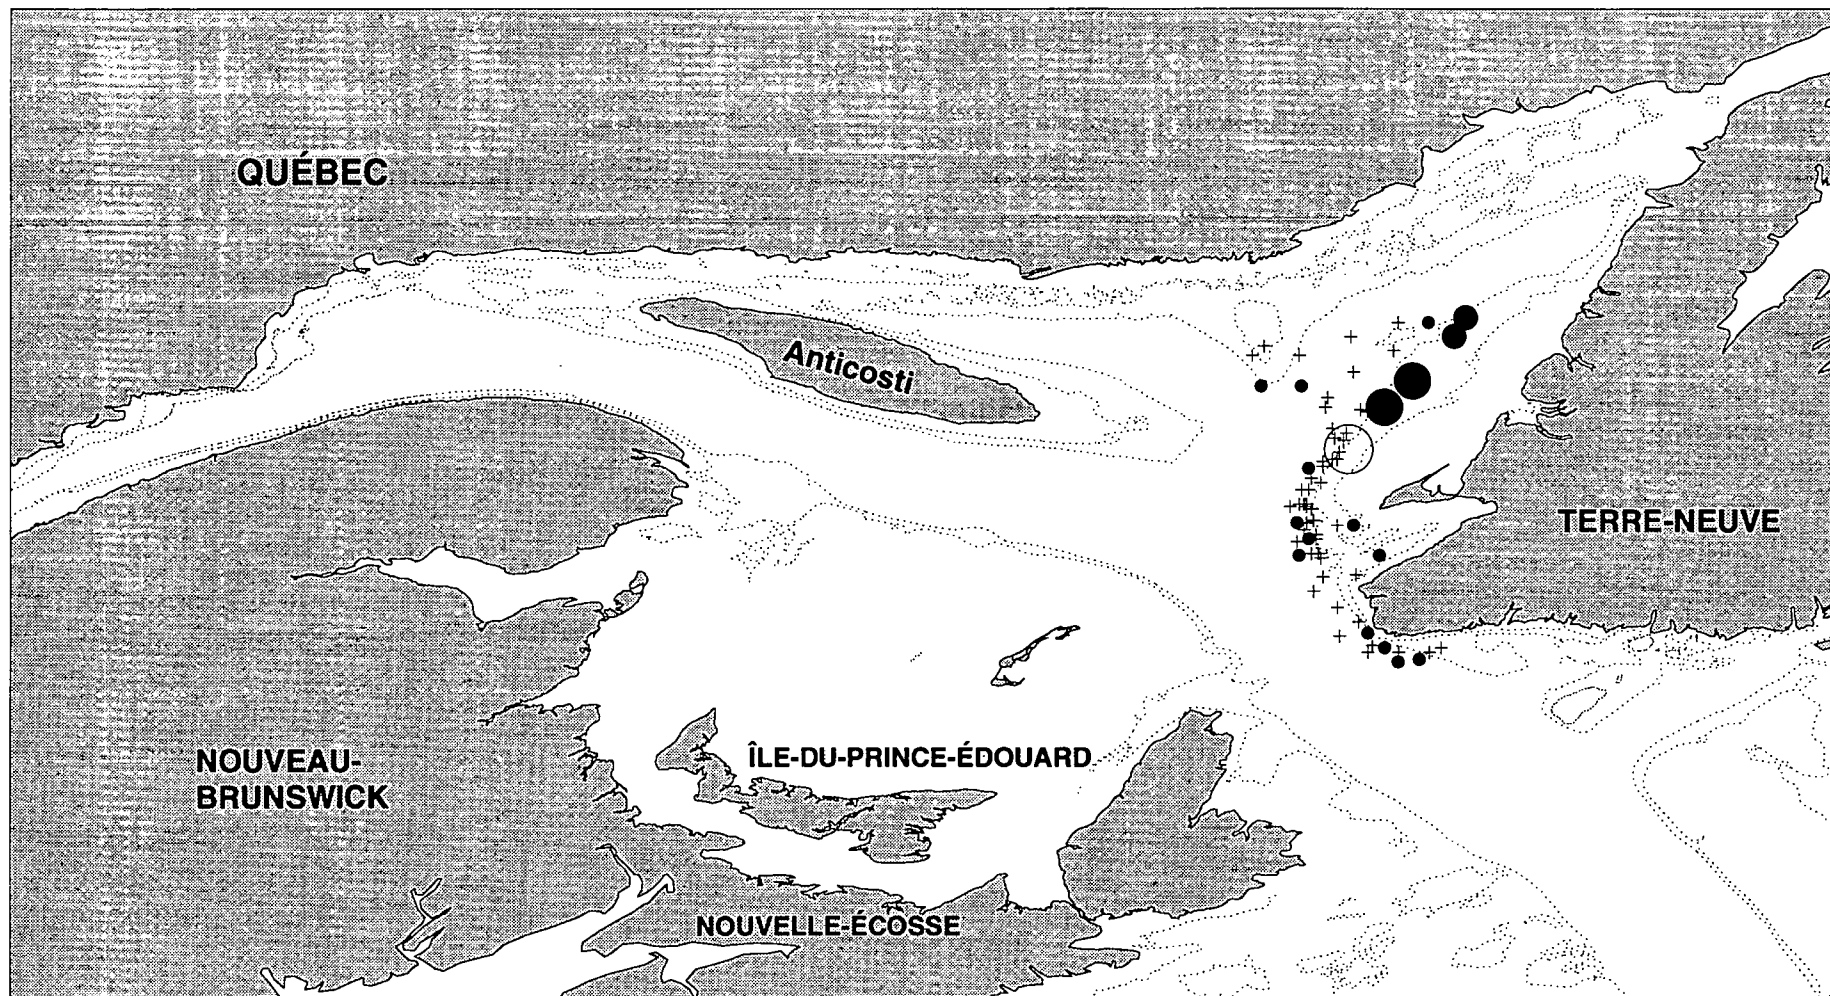 QUÉBEC
Anticosti
TERRE-NEUVE
NOUVEAU-
BRUNSWICK
ÎLE-DU-PRINCE-ÉDOUARD
NOUVELLE-ÉCOSSE